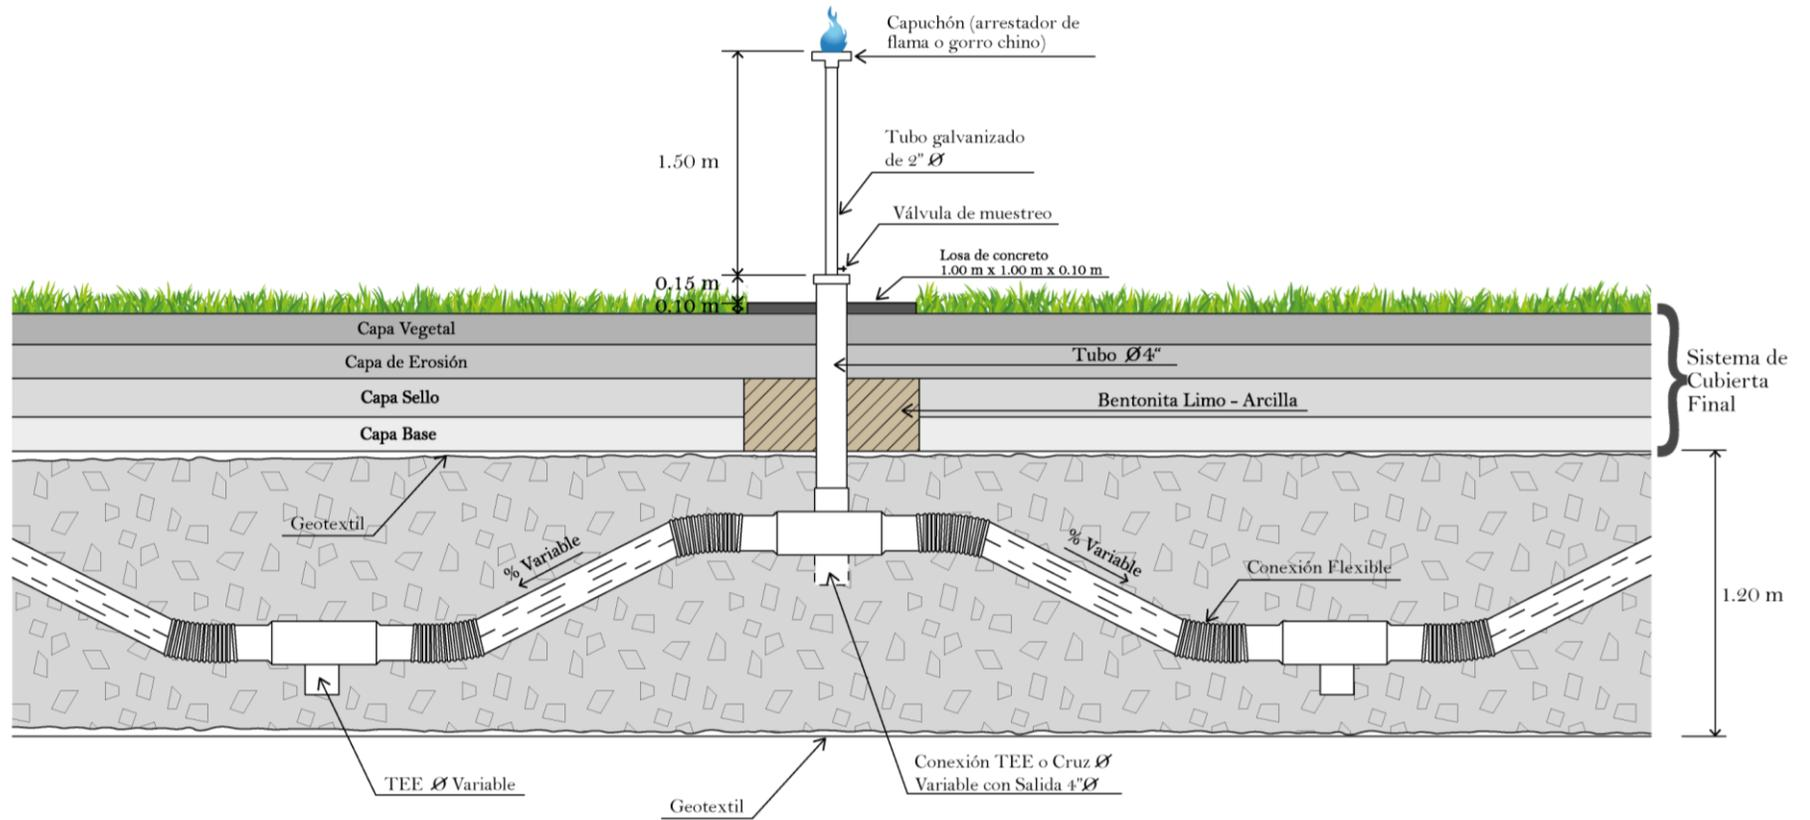 Capuchón (arrestador de
flama o gorro chino)
Tubo galvanizado
de 2" Ø
1.50 m
Válvula de muestreo
Losa de concreto
1.00 m x 1.00 m x 0.10 m
0.15 m
0.10 m
Capa Vegetal
Capa de Erosión
Tubo Ø4“
Capa Sello
Bentonita Limo - Arcilla
Capa Base
Sistema de
Cubierta
Final
Geotextil
% Variable
% Variable
Conexión Flexible
1.20 m
TEE Ø Variable
Conexión TEE o Cruz Ø
Variable con Salida 4"Ø
Geotextil